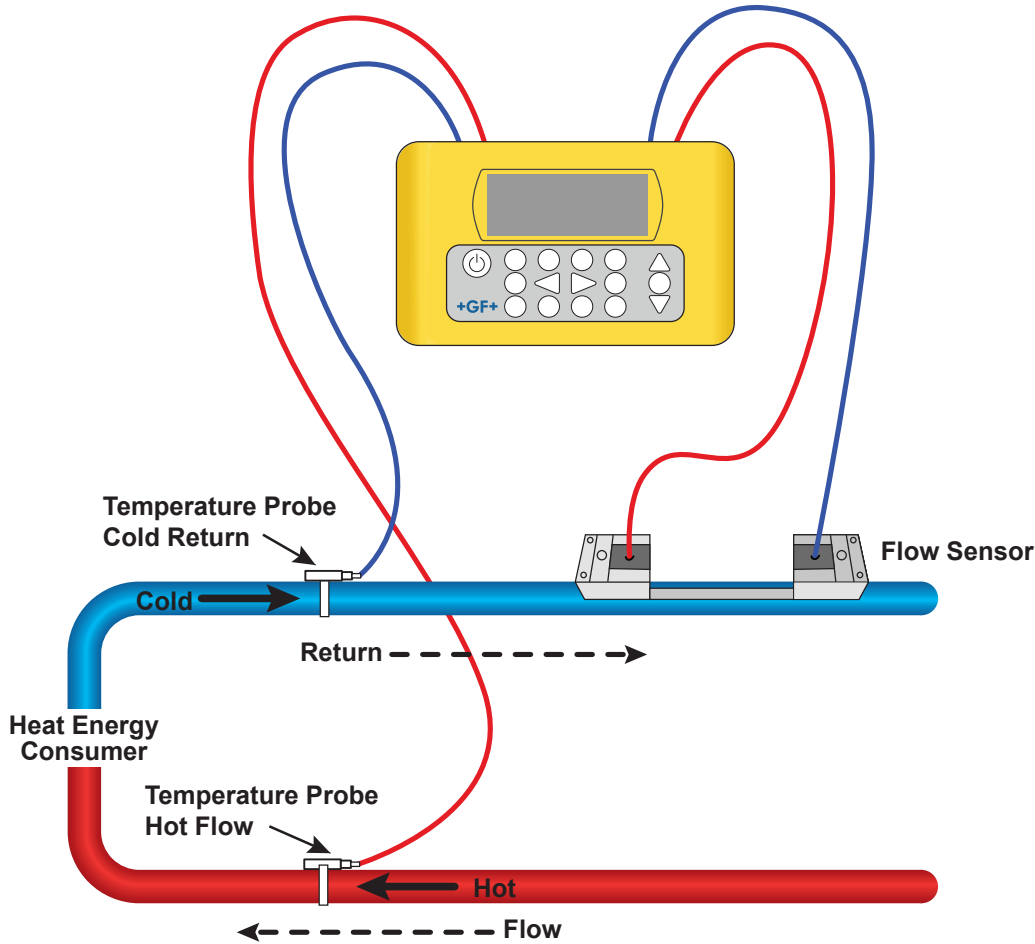 +GF+
Temperature Probe
Cold Return
Flow Sensor
Cold
Return
Heat Energy
Consumer
Temperature Probe
Hot Flow
Hot
Flow